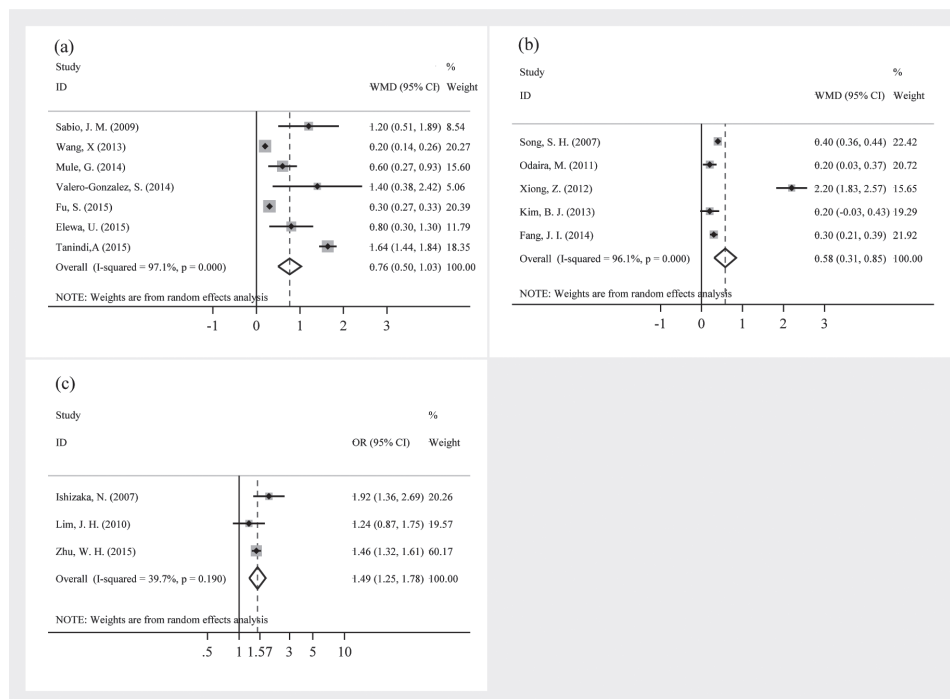 (a)
Study %
ID WMD (95% CI) Weight
Sabio, J. M. (2009) 1.20 (0.51, 1.89) 8.54
Wang, X (2013) 0.20 (0.14, 0.26) 20.27
Mule, G. (2014) 0.60 (0.27, 0.93) 15.60
Valero-Gonzalez, S. (2014) 1.40 (0.38, 2.42) 5.06
Fu, S. (2015) 0.30 (0.27, 0.33) 20.39
Elewa, U. (2015) 0.80 (0.30, 1.30) 11.79
Tanindi,A (2015) 1.64 (1.44, 1.84) 18.35
Overall (I-squared = 97.1%, p = 0.000) 0.76 (0.50, 1.03) 100.00
NOTE: Weights are from random effects analysis
-1 0 1 2 3
(b)
Study %
ID WMD (95% CI) Weight
Song, S. H. (2007) 0.40 (0.36, 0.44) 22.42
Odaira, M. (2011) 0.20 (0.03, 0.37) 20.72
Xiong, Z. (2012) 2.20 (1.83, 2.57) 15.65
Kim, B. J. (2013) 0.20 (-0.03, 0.43) 19.29
Fang, J. I. (2014) 0.30 (0.21, 0.39) 21.92
Overall (I-squared = 96.1%, p = 0.000) 0.58 (0.31, 0.85) 100.00
NOTE: Weights are from random effects analysis
-1 0 1 2 3
(c)
Study %
ID OR (95% CI) Weight
Ishizaka, N. (2007) 1.92 (1.36, 2.69) 20.26
Lim, J. H. (2010) 1.24 (0.87, 1.75) 19.57
Zhu, W. H. (2015) 1.46 (1.32, 1.61) 60.17
Overall (I-squared = 39.7%, p = 0.190) 1.49 (1.25, 1.78) 100.00
NOTE: Weights are from random effects analysis
.5 1 1.57 3 5 10